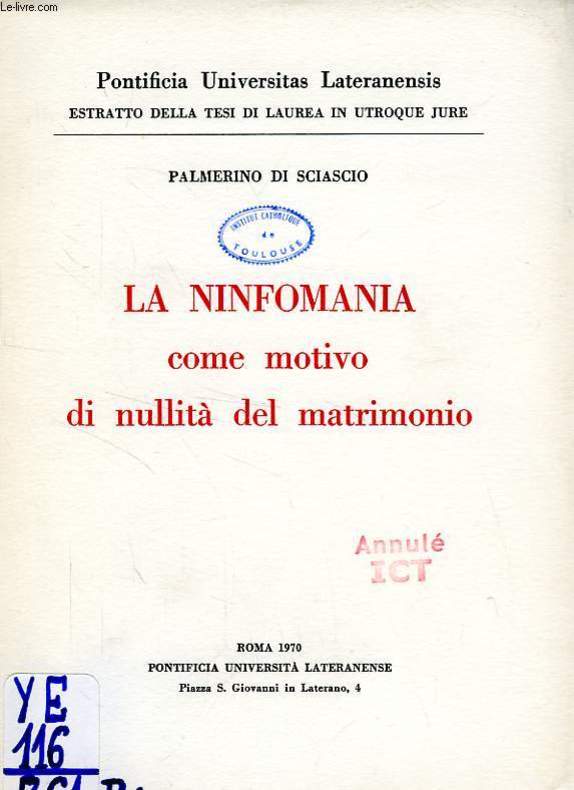 Le-livre.com
Pontificia Universitas Lateranensis
ESTRATTO DELLA TESI DI LAUREA IN UTROQUE JURE
PALMERINO DI SCIASCIO
INSTITUT CATHOLIQUE
de
TOULOUSE
LA NINFOMANIA
come motivo
di nullità del matrimonio
Annulé
ICT
ROMA 1970
PONTIFICIA UNIVERSITÀ LATERANENSE
Piazza S. Giovanni in Laterano, 4
YE
116